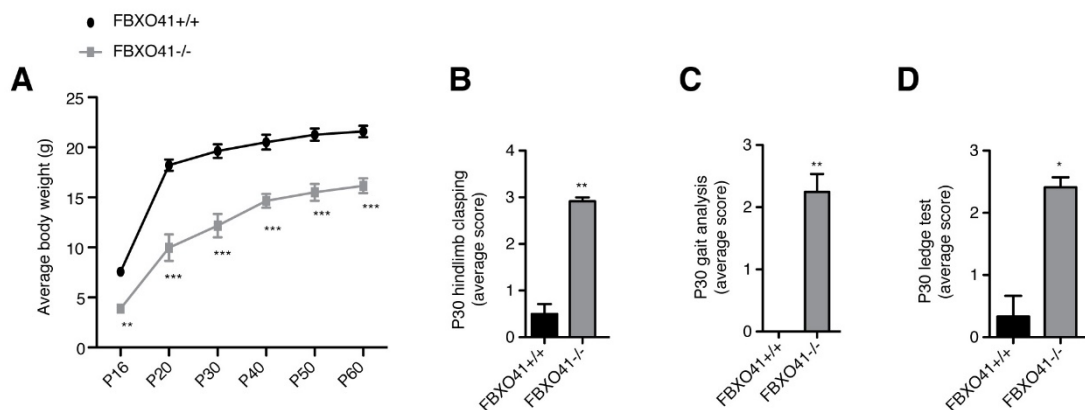 FBXO41+/+
FBXO41-/-
A
Average body weight (g)
25
20
15
10
5
0
**
***
***
***
***
***
P16
P20
P30
P40
P50
P60
B
P30 hindlimb clasping
(average score)
4
3
2
1
0
**
FBXO41+/+
FBXO41-/-
C
P30 gait analysis
(average score)
3
2
1
0
**
FBXO41+/+
FBXO41-/-
D
P30 ledge test
(average score)
3
2
1
0
*
FBXO41+/+
FBXO41-/-